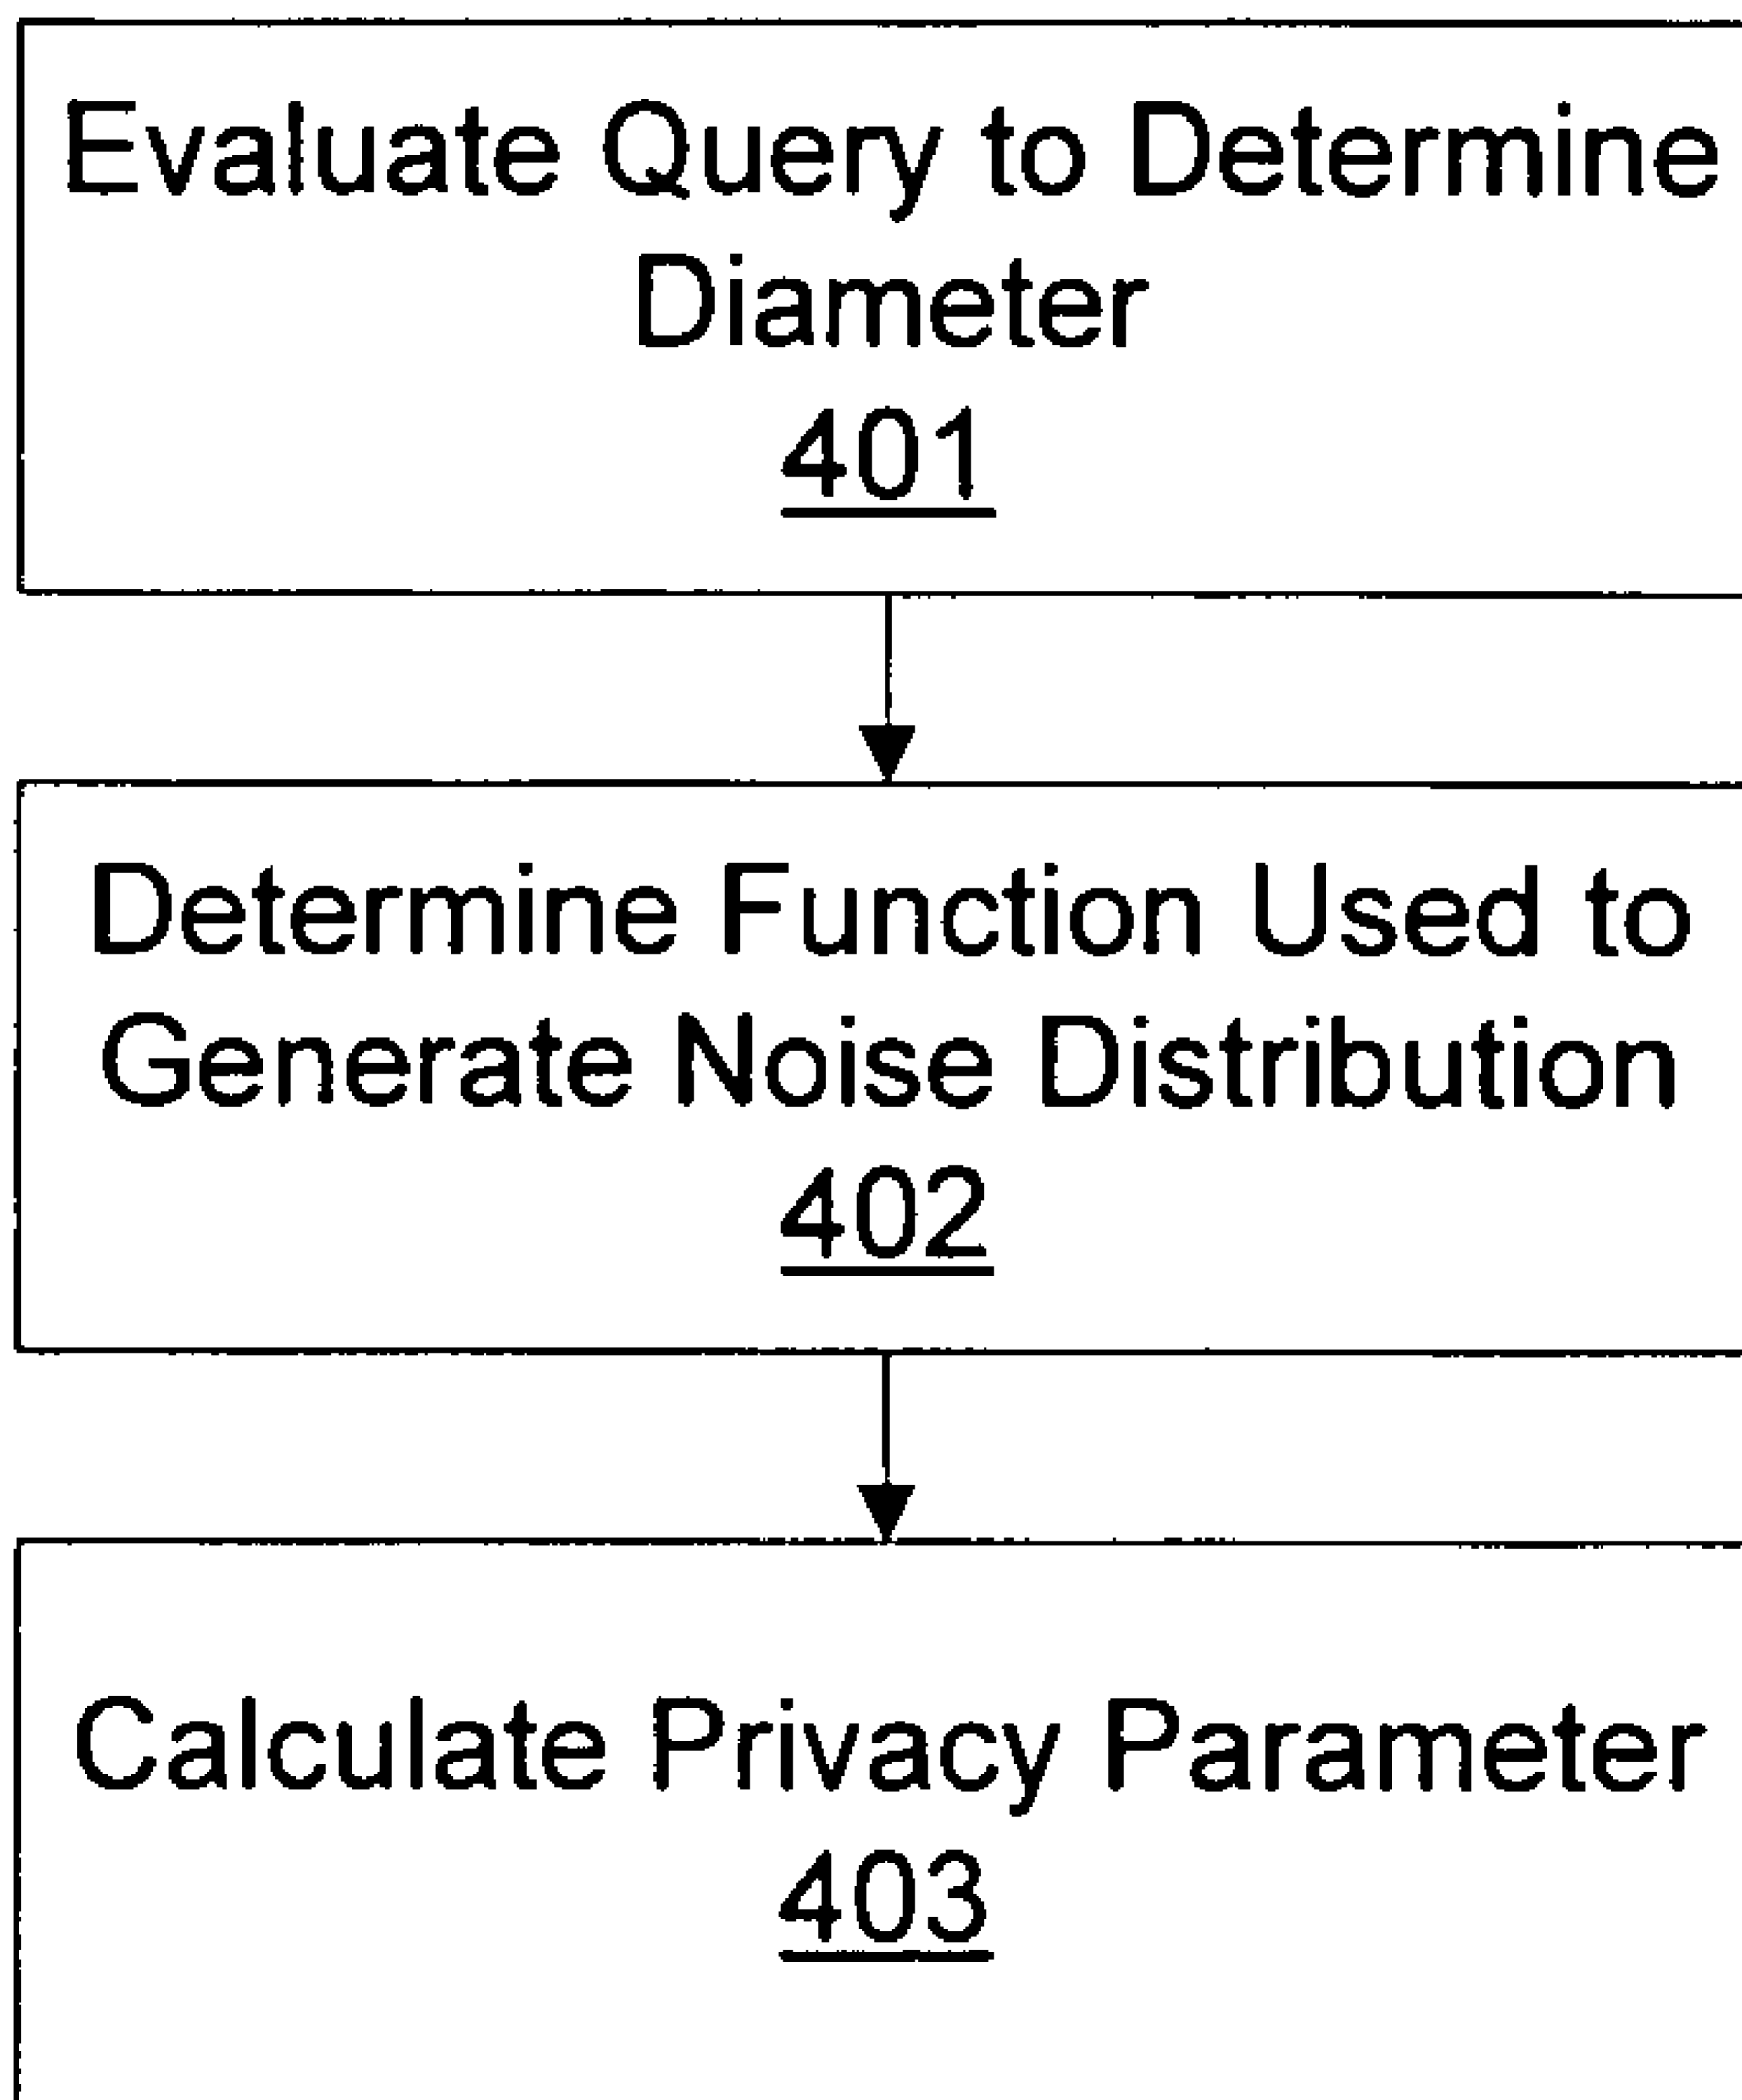 Evaluate Query to Determine
Diameter
401
Determine Function Used to
Generate Noise Distribution
402
Calculate Privacy Parameter
403